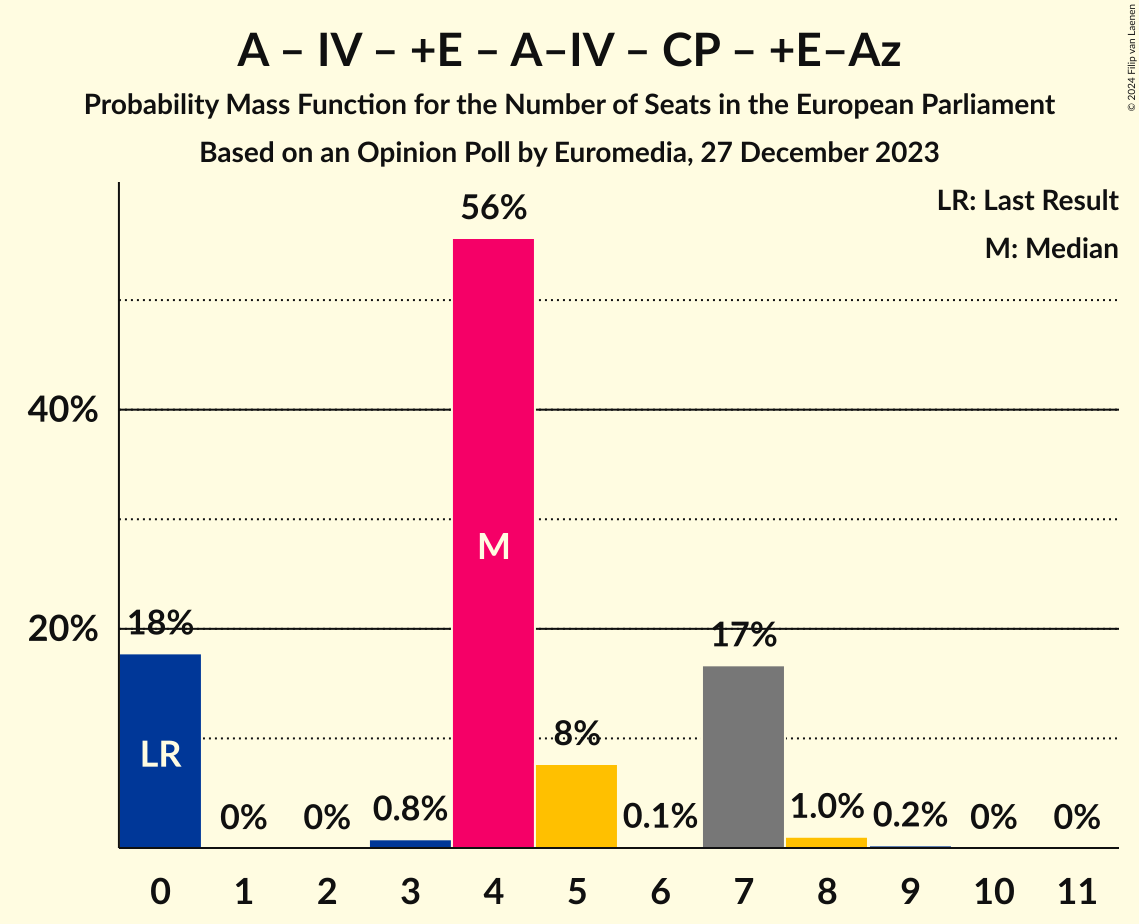 A – IV – +E – A–IV – CP – +E–Az
Probability Mass Function for the Number of Seats in the European Parliament
Based on an Opinion Poll by Euromedia, 27 December 2023
© 2024 Filip van Laenen
LR: Last Result
M: Median
56%
40%
M
20%
18%
17%
8%
LR
0%
0%
0.8%
0.1%
1.0%
0.2%
0%
0%
0 1 2 3 4 5 6 7 8 9 10 11